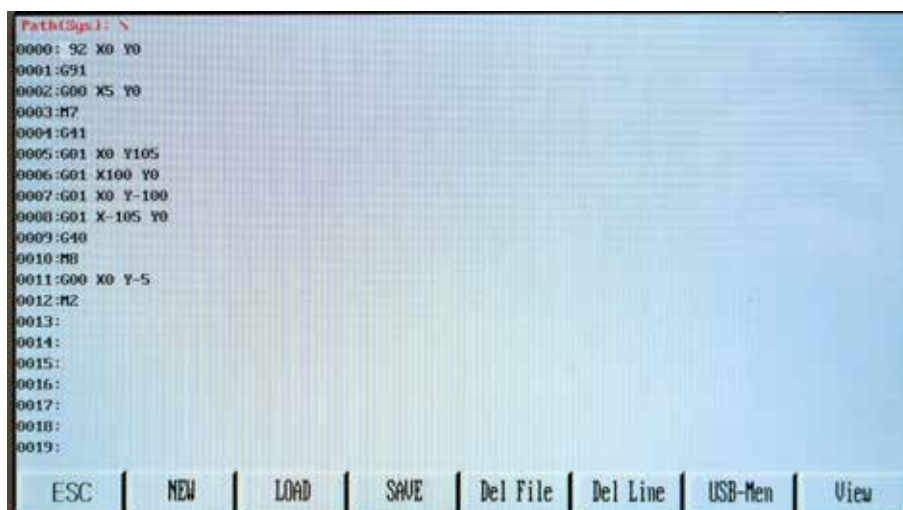 Path(Sys): \
0000: 92 X0 Y0
0001:G91
0002:G00 X5 Y0
0003:M7
0004:G41
0005:G01 X0 Y105
0006:G01 X100 Y0
0007:G01 X0 Y-100
0008:G01 X-105 Y0
0009:G40
0010:M8
0011:G00 X0 Y-5
0012:M2
0013:
0014:
0015:
0016:
0017:
0018:
0019:
ESC NEW LOAD SAVE Del File Del Line USB-Men View